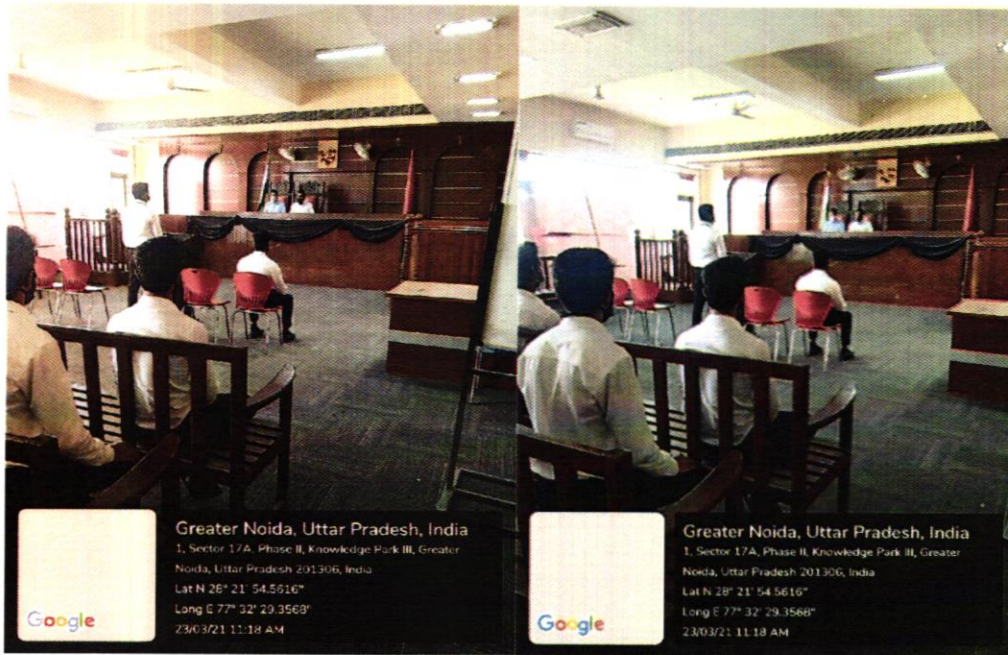 Greater Noida, Uttar Pradesh, India
1, Sector 17A, Phase II, Knowledge Park III, Greater
Noida, Uttar Pradesh 201306, India
Lat N 28° 21' 54.5616"
Long E 77° 32' 29.3568"
23/03/21 11:18 AM
Google
Greater Noida, Uttar Pradesh, India
1, Sector 17A, Phase II, Knowledge Park III, Greater
Noida, Uttar Pradesh 201306, India
Lat N 28° 21' 54.5616"
Long E 77° 32' 29.3568"
23/03/21 11:18 AM
Google